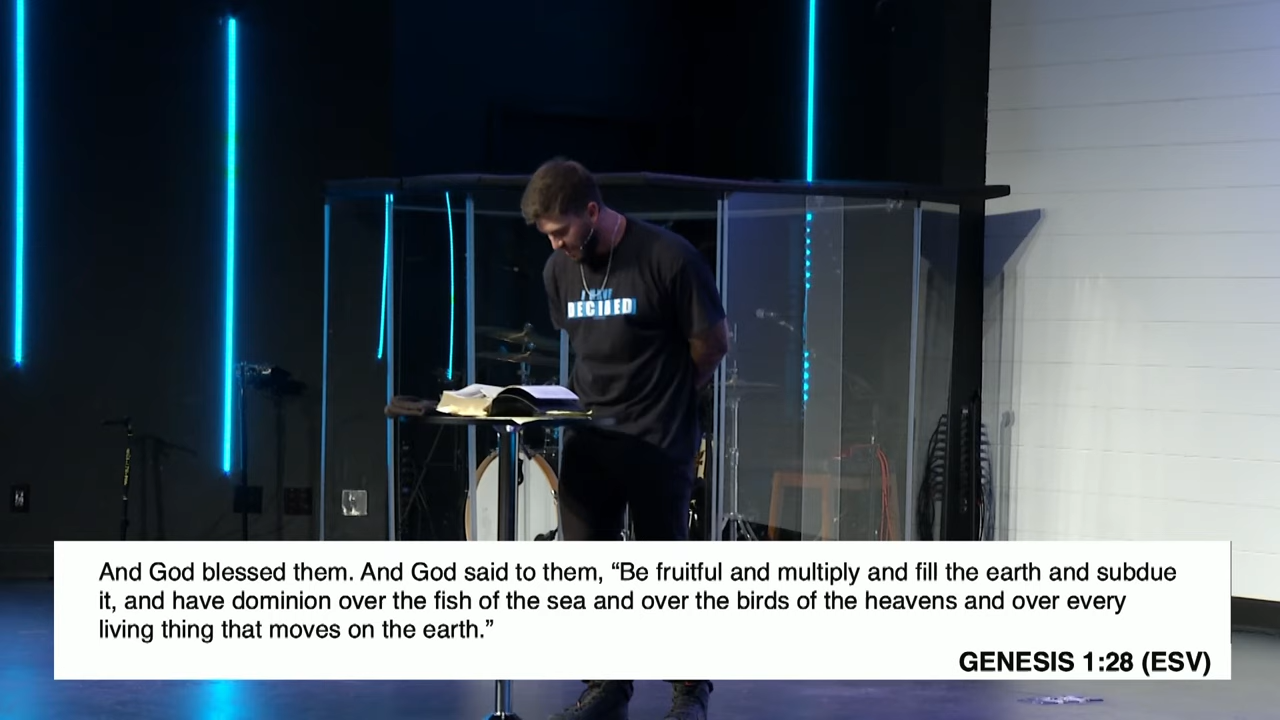 I HAVE
DECIDED
And God blessed them. And God said to them, “Be fruitful and multiply and fill the earth and subdue
it, and have dominion over the fish of the sea and over the birds of the heavens and over every
living thing that moves on the earth.”
GENESIS 1:28 (ESV)